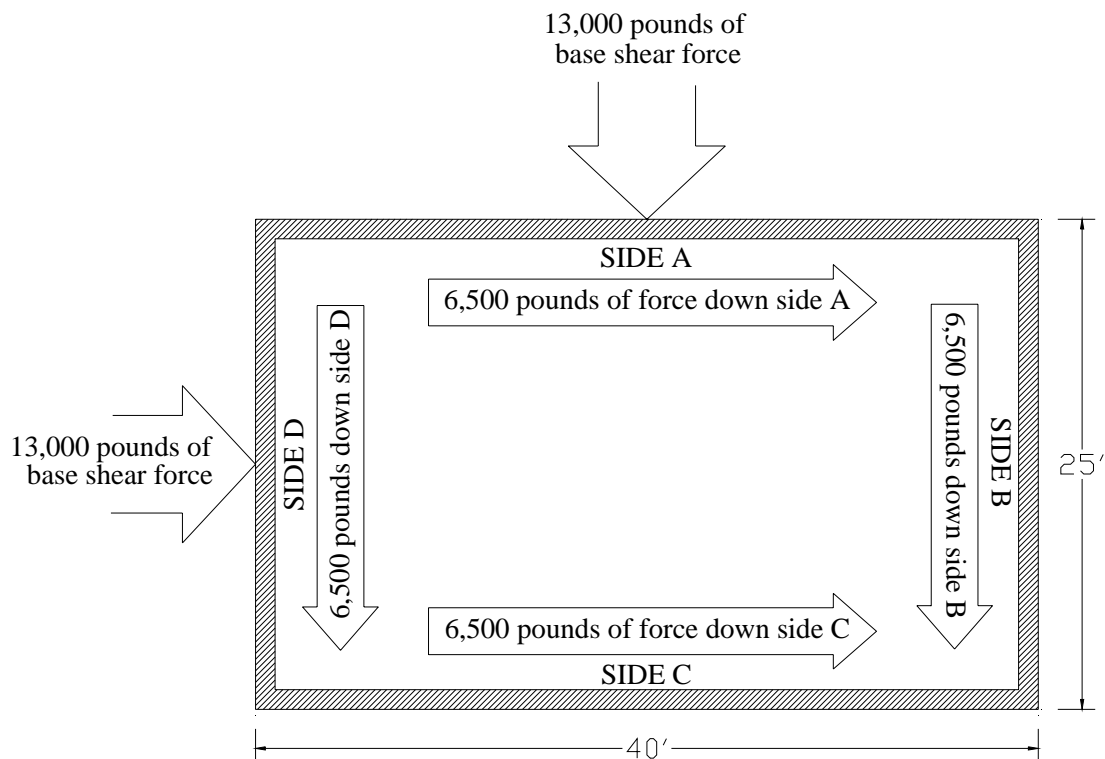 13,000 pounds of
base shear force
SIDE A
6,500 pounds of force down side A
13,000 pounds of
base shear force
SIDE D
6,500 pounds down side D
6,500 pounds down side B
SIDE B
25'
6,500 pounds of force down side C
SIDE C
40'